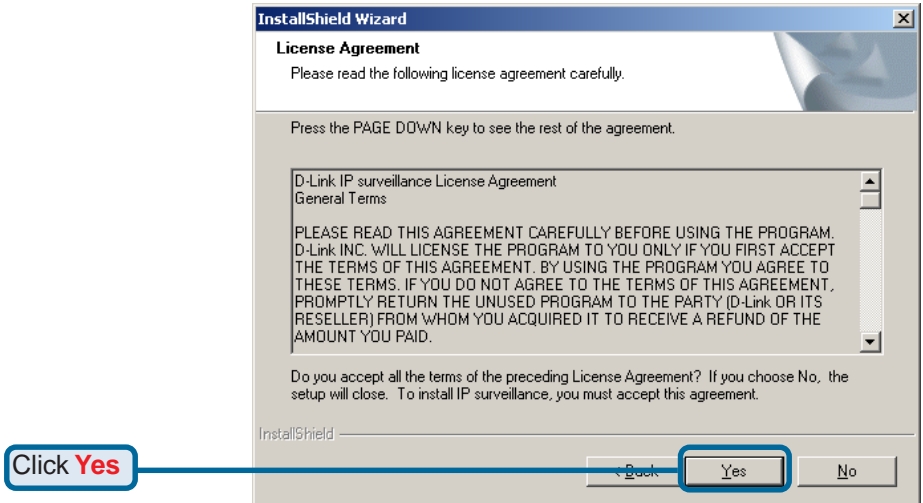 InstallShield Wizard
License Agreement
Please read the following license agreement carefully.
Press the PAGE DOWN key to see the rest of the agreement.
D-Link IP surveillance License Agreement
General Terms
PLEASE READ THIS AGREEMENT CAREFULLY BEFORE USING THE PROGRAM.
D-Link INC. WILL LICENSE THE PROGRAM TO YOU ONLY IF YOU FIRST ACCEPT
THE TERMS OF THIS AGREEMENT. BY USING THE PROGRAM YOU AGREE TO
THESE TERMS. IF YOU DO NOT AGREE TO THE TERMS OF THIS AGREEMENT,
PROMPTLY RETURN THE UNUSED PROGRAM TO THE PARTY (D-Link OR ITS
RESELLER) FROM WHOM YOU ACQUIRED IT TO RECEIVE A REFUND OF THE
AMOUNT YOU PAID.
Do you accept all the terms of the preceding License Agreement? If you choose No, the
setup will close. To install IP surveillance, you must accept this agreement.
InstallShield
Click Yes
< Back Yes No